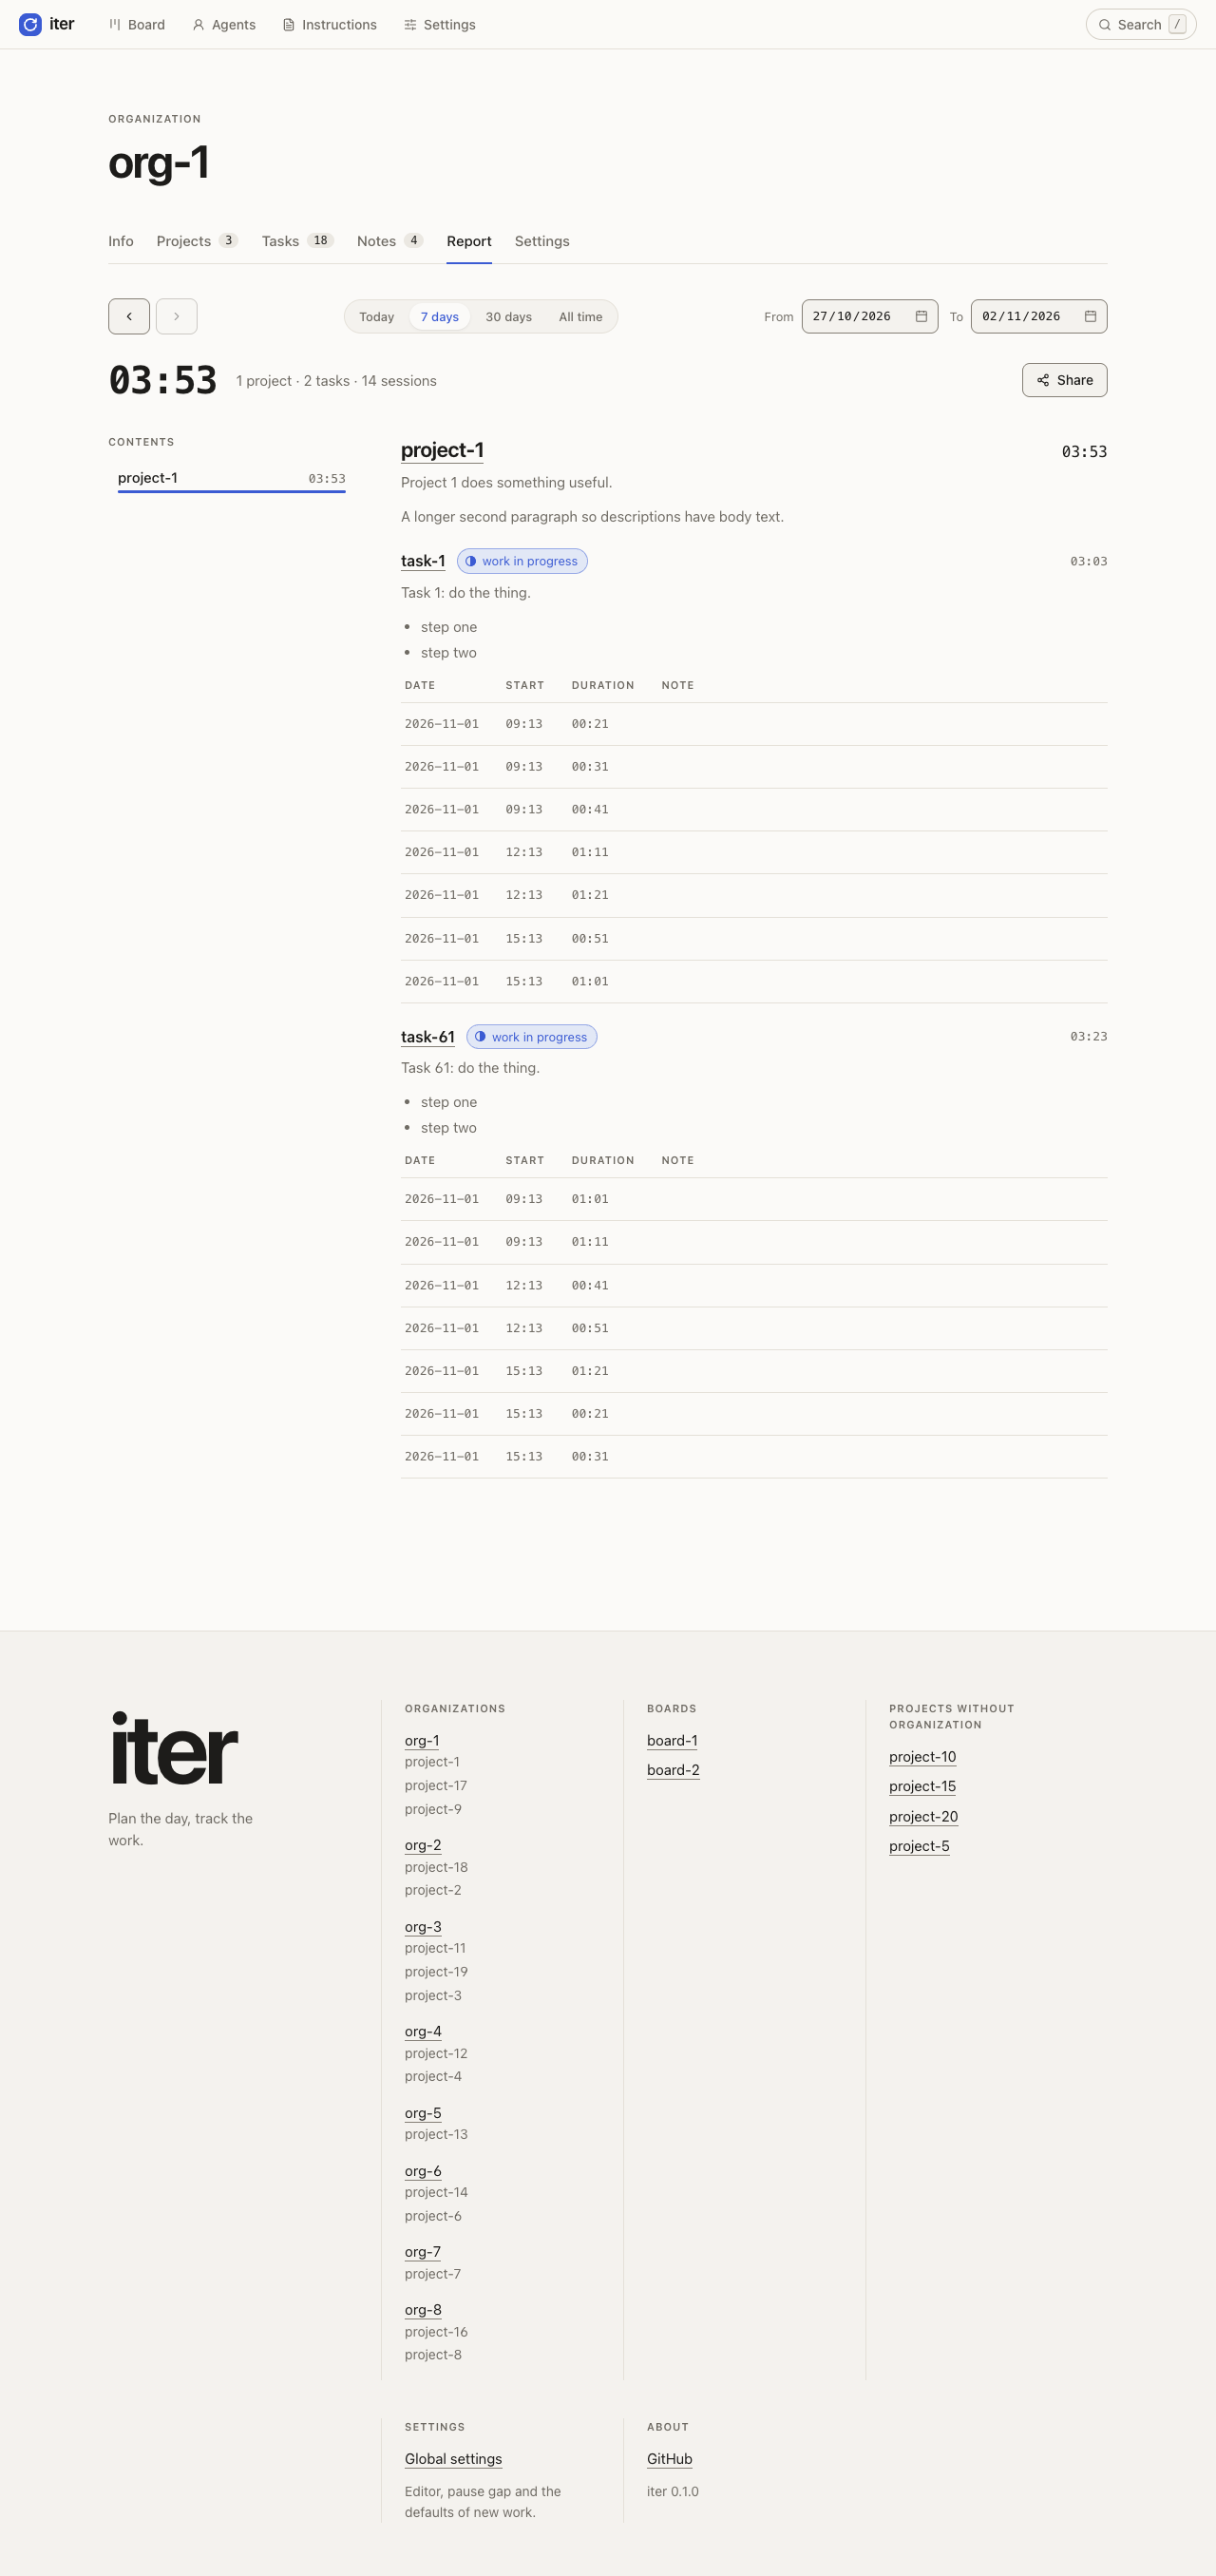 iter
Board
Agents
Instructions
Settings
Search /
ORGANIZATION
org-1
Info
Projects 3
Tasks 18
Notes 4
Report
Settings
Today
7 days
30 days
All time
From 27/10/2026
To 02/11/2026
03:53 1 project · 2 tasks · 14 sessions
Share
CONTENTS
project-1 03:53
project-1 03:53
Project 1 does something useful.
A longer second paragraph so descriptions have body text.
task-1 work in progress 03:03
Task 1: do the thing.
• step one
• step two
DATE START DURATION NOTE
2026-11-01 09:13 00:21
2026-11-01 09:13 00:31
2026-11-01 09:13 00:41
2026-11-01 12:13 01:11
2026-11-01 12:13 01:21
2026-11-01 15:13 00:51
2026-11-01 15:13 01:01
task-61 work in progress 03:23
Task 61: do the thing.
• step one
• step two
DATE START DURATION NOTE
2026-11-01 09:13 01:01
2026-11-01 09:13 01:11
2026-11-01 12:13 00:41
2026-11-01 12:13 00:51
2026-11-01 15:13 01:21
2026-11-01 15:13 00:21
2026-11-01 15:13 00:31
iter
Plan the day, track the
work.
ORGANIZATIONS
org-1
project-1
project-17
project-9
org-2
project-18
project-2
org-3
project-11
project-19
project-3
org-4
project-12
project-4
org-5
project-13
org-6
project-14
project-6
org-7
project-7
org-8
project-16
project-8
BOARDS
board-1
board-2
PROJECTS WITHOUT
ORGANIZATION
project-10
project-15
project-20
project-5
SETTINGS
Global settings
Editor, pause gap and the
defaults of new work.
ABOUT
GitHub
iter 0.1.0